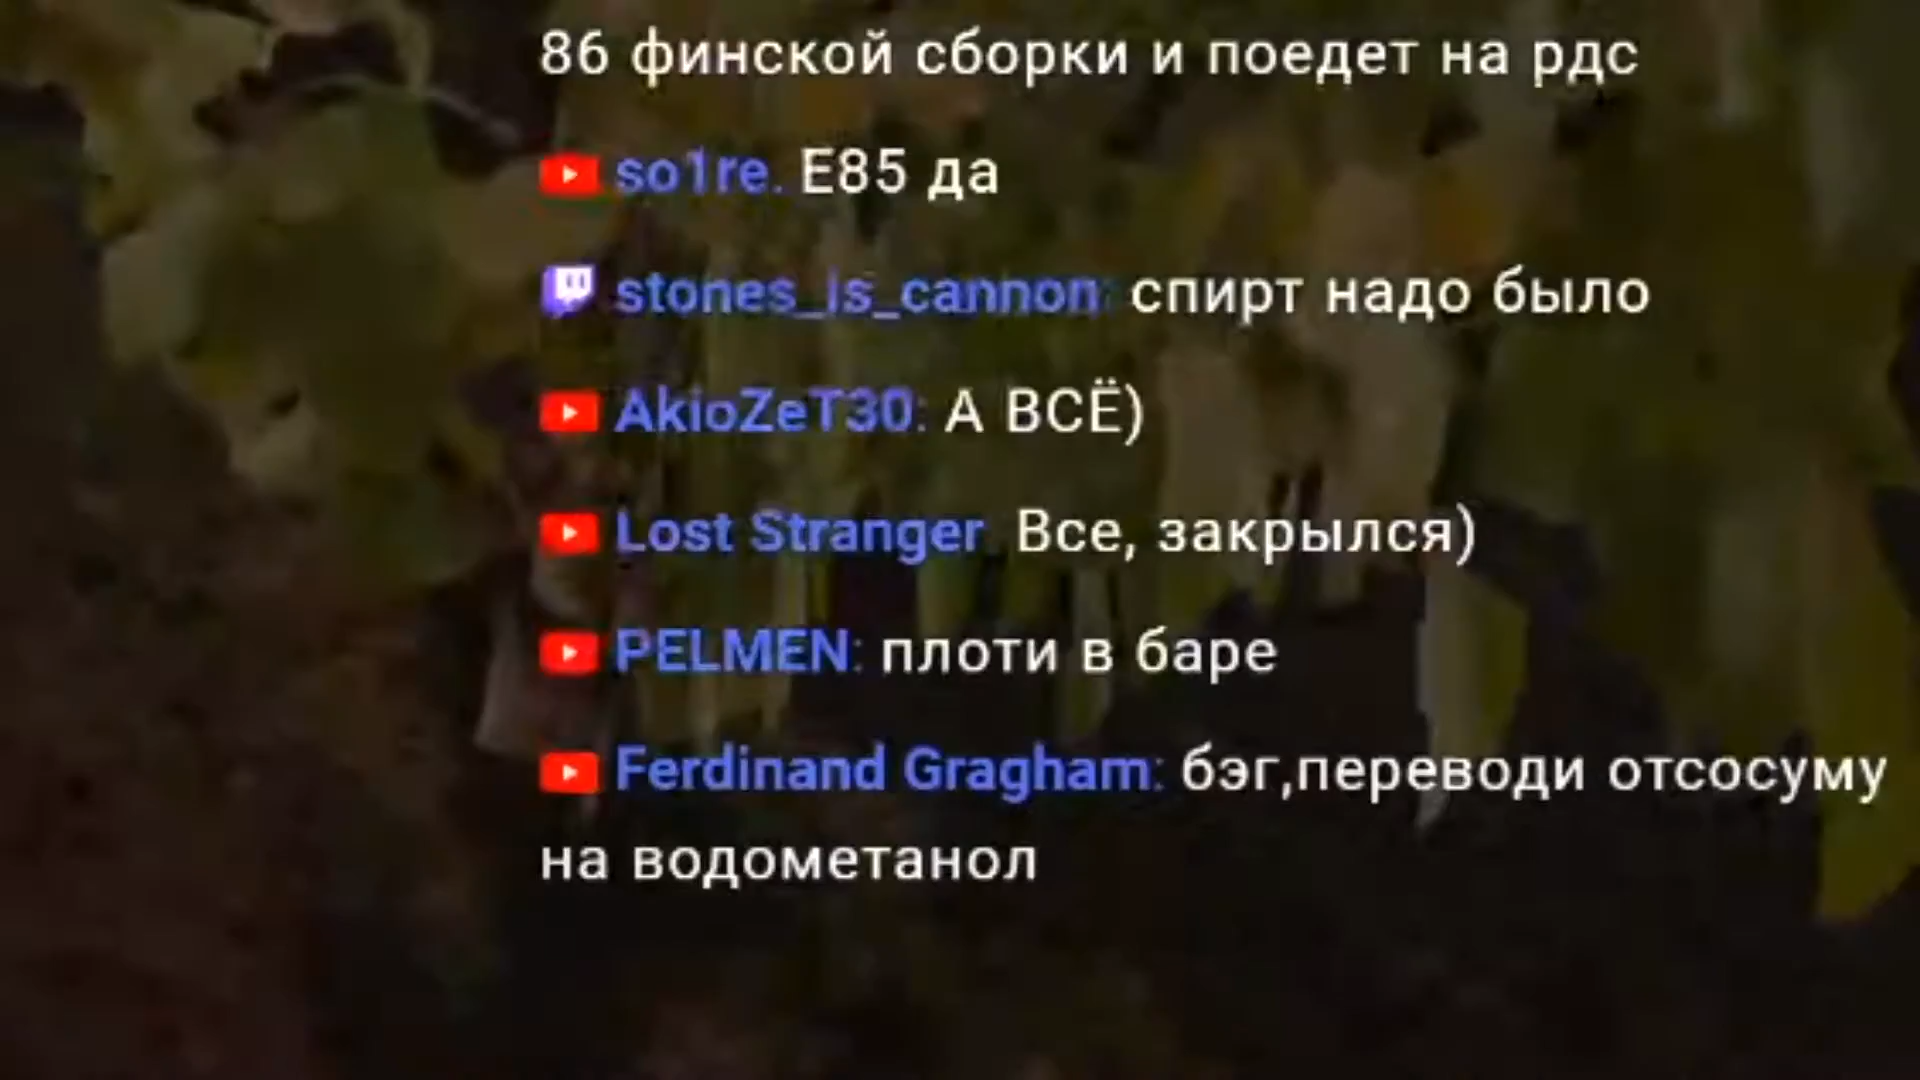 86 финской сборки и поедет на рдс
so1re. E85 да
stones_is_cannon: спирт надо было
AkioZeT30: А ВСЁ)
Lost Stranger: Все, закрылся)
PELMEN: плоти в баре
Ferdinand Gragham: бэг,переводи отсосуму
на водометанол